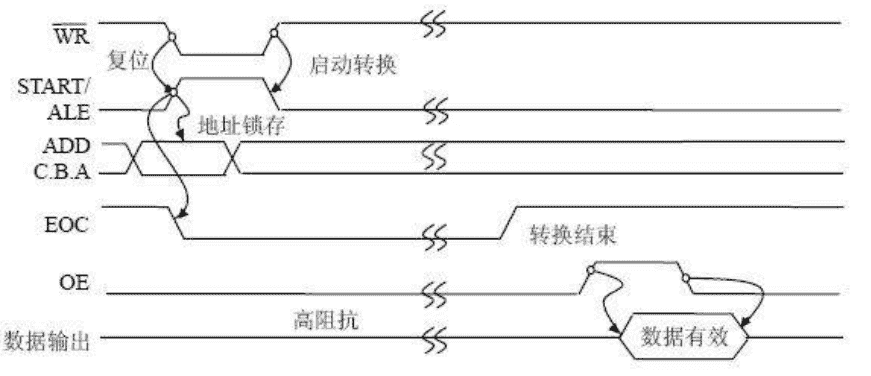 WR
复位
启动转换
START/
ALE
地址锁存
ADD
C.B.A
EOC
转换结束
OE
高阻抗
数据输出
数据有效